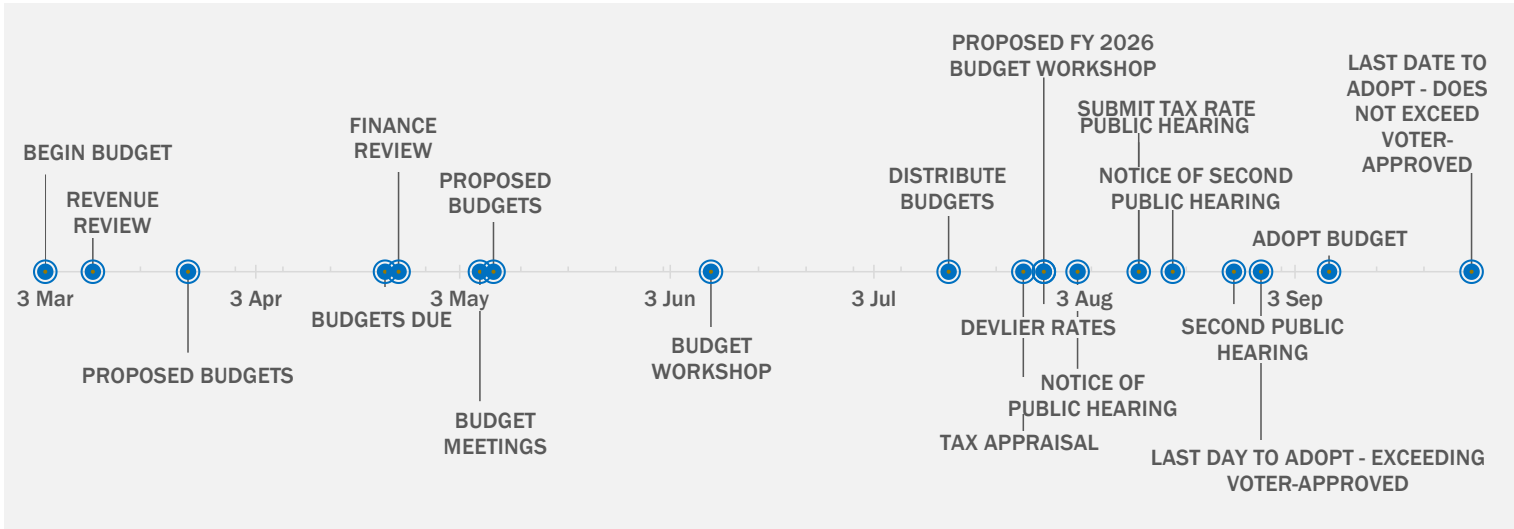 BEGIN BUDGET
REVENUE
REVIEW
FINANCE
REVIEW
PROPOSED
BUDGETS
DISTRIBUTE
BUDGETS
PROPOSED FY 2026
BUDGET WORKSHOP
SUBMIT TAX RATE
PUBLIC HEARING
NOTICE OF SECOND
PUBLIC HEARING
ADOPT BUDGET
LAST DATE TO
ADOPT - DOES
NOT EXCEED
VOTER-
APPROVED
3 Mar
3 Apr
3 May
3 Jun
3 Jul
3 Aug
3 Sep
PROPOSED BUDGETS
BUDGETS DUE
BUDGET
MEETINGS
BUDGET
WORKSHOP
DEVLIER RATES
NOTICE OF
PUBLIC HEARING
TAX APPRAISAL
SECOND PUBLIC
HEARING
LAST DAY TO ADOPT - EXCEEDING
VOTER-APPROVED